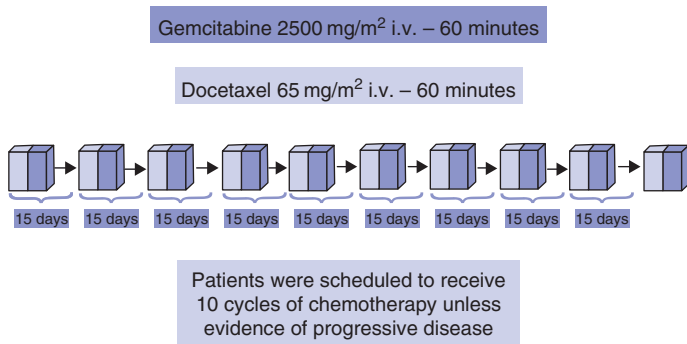 Gemcitabine 2500 mg/m² i.v. – 60 minutes
Docetaxel 65 mg/m² i.v. – 60 minutes
15 days 15 days 15 days 15 days 15 days 15 days 15 days 15 days 15 days
Patients were scheduled to receive
10 cycles of chemotherapy unless
evidence of progressive disease